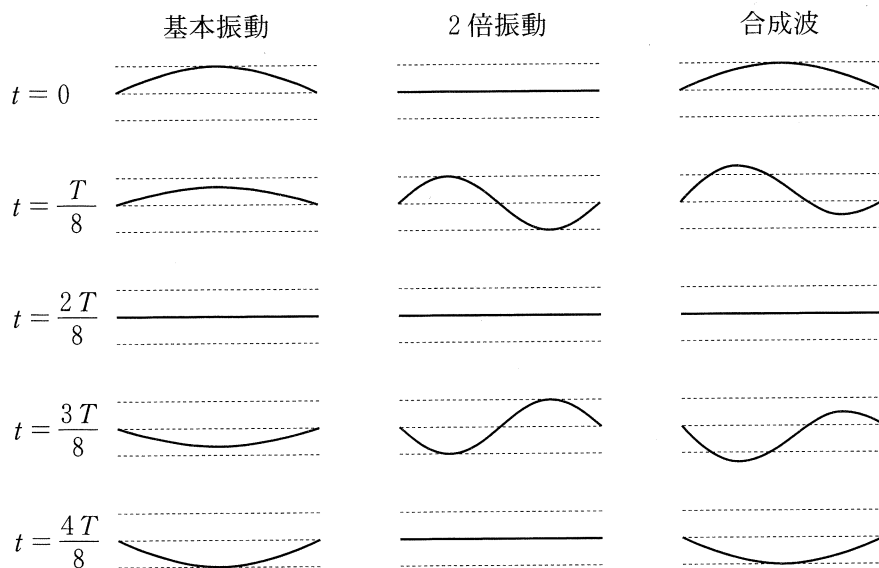 基本振動 2倍振動 合成波
t = 0
t = T/8
t = 2T/8
t = 3T/8
t = 4T/8